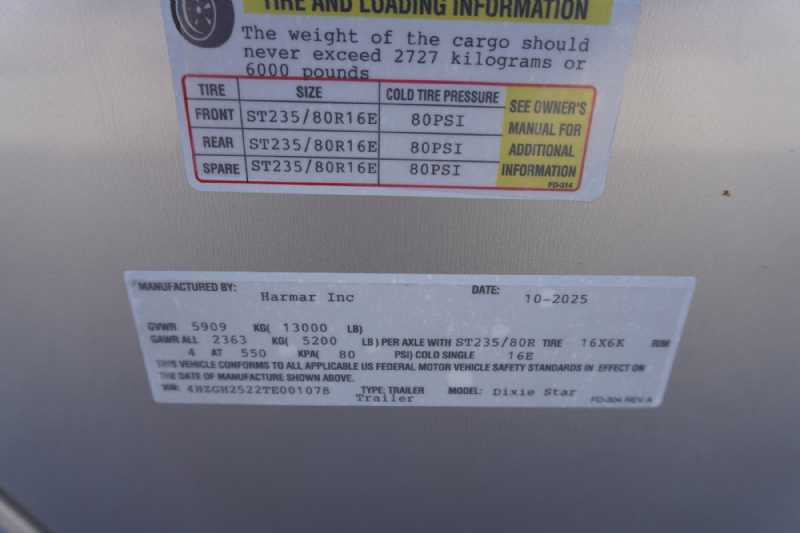 TIRE AND LOADING INFORMATION
The weight of the cargo should
never exceed 2727 kilograms or
6000 pounds
TIRE SIZE COLD TIRE PRESSURE
FRONT ST235/80R16E 80PSI
REAR ST235/80R16E 80PSI
SPARE ST235/80R16E 80PSI
SEE OWNER'S
MANUAL FOR
ADDITIONAL
INFORMATION
FD-314
MANUFACTURED BY: Harmar Inc DATE: 10-2025
GVWR 5909 KG( 13000 LB)
GAWR ALL 2363 KG( 5200 LB) PER AXLE WITH ST235/80R TIRE 16X6K RIM
4 AT 550 KPA( 80 PSI) COLD SINGLE 16E
THIS VEHICLE CONFORMS TO ALL APPLICABLE US FEDERAL MOTOR VEHICLE SAFETY STANDARDS IN EFFECT ON
THE DATE OF MANUFACTURE SHOWN ABOVE.
VIN: 4HZGH2522TE001078 TYPE: TRAILER MODEL: Dixie Star
Trailer
FD-304 REV A